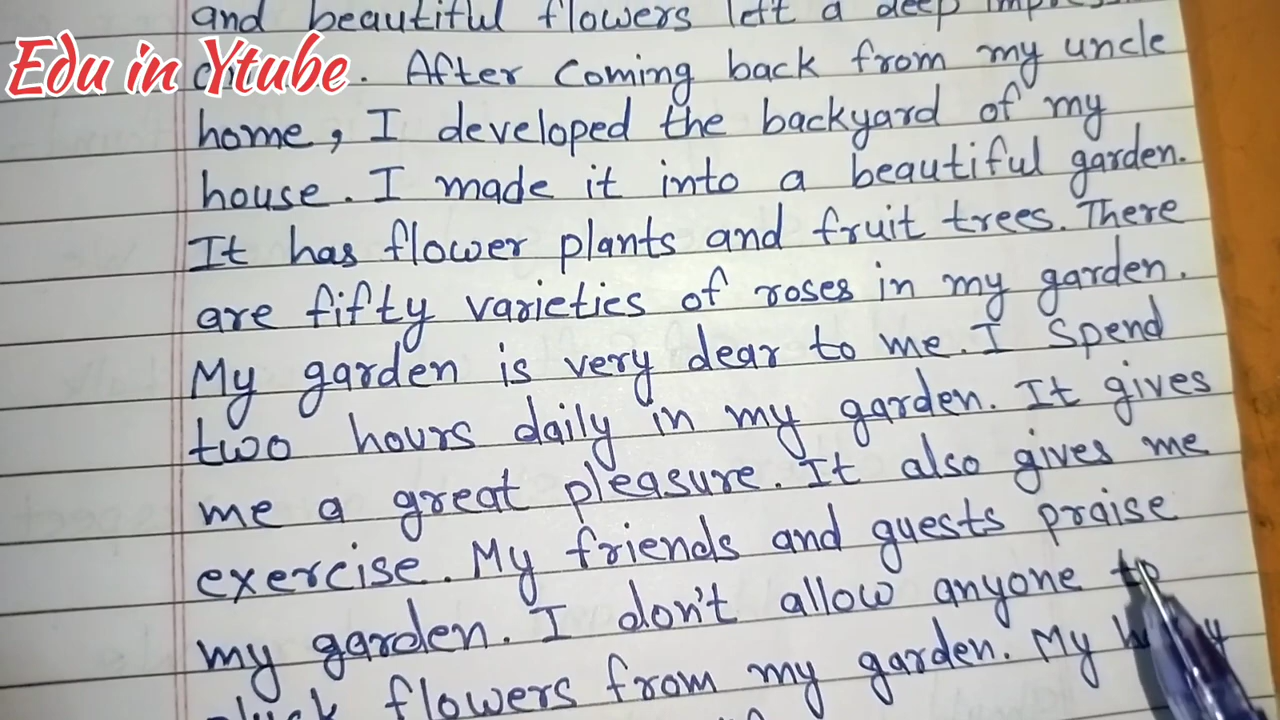 and beautiful flowers left a deep
Edu in Ytube
. After Coming back from my uncle
home, I developed the backyard of my
house. I made it into a beautiful garden.
It has flower plants and fruit trees. There
are fifty varieties of roses in my garden.
My garden is very dear to me. I Spend
two hours daily in my garden. It gives
me a great pleasure. It also gives me
exercise. My friends and guests praise
my garden. I don't allow anyone to
flowers from my garden. My